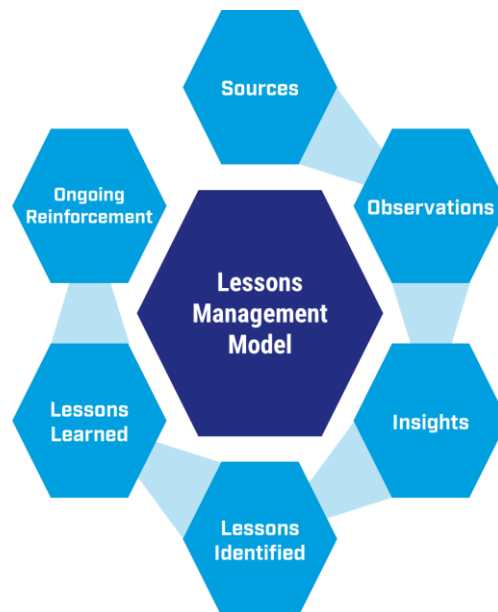 Sources
Observations
Insights
Lessons
Identified
Lessons
Learned
Ongoing
Reinforcement
Lessons
Management
Model